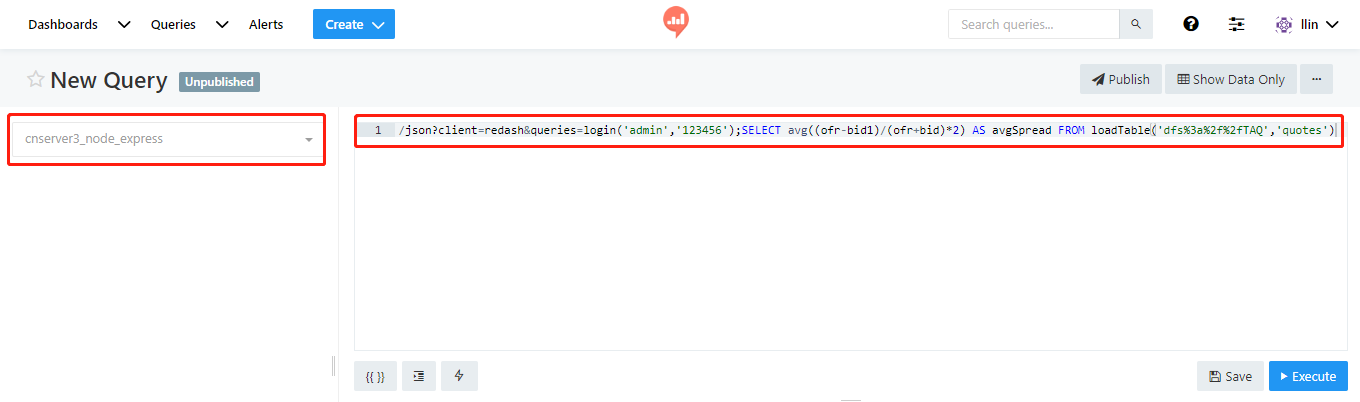 Dashboards Queries Alerts Create Search queries... llin
New Query Unpublished Publish Show Data Only ...
cnserver3_node_express
1 /json?client=redash&queries=login('admin','123456');SELECT avg((ofr-bid1)/(ofr+bid)*2) AS avgSpread FROM loadTable('dfs%3a%2f%2fTAQ','quotes')
{{ }} Save Execute